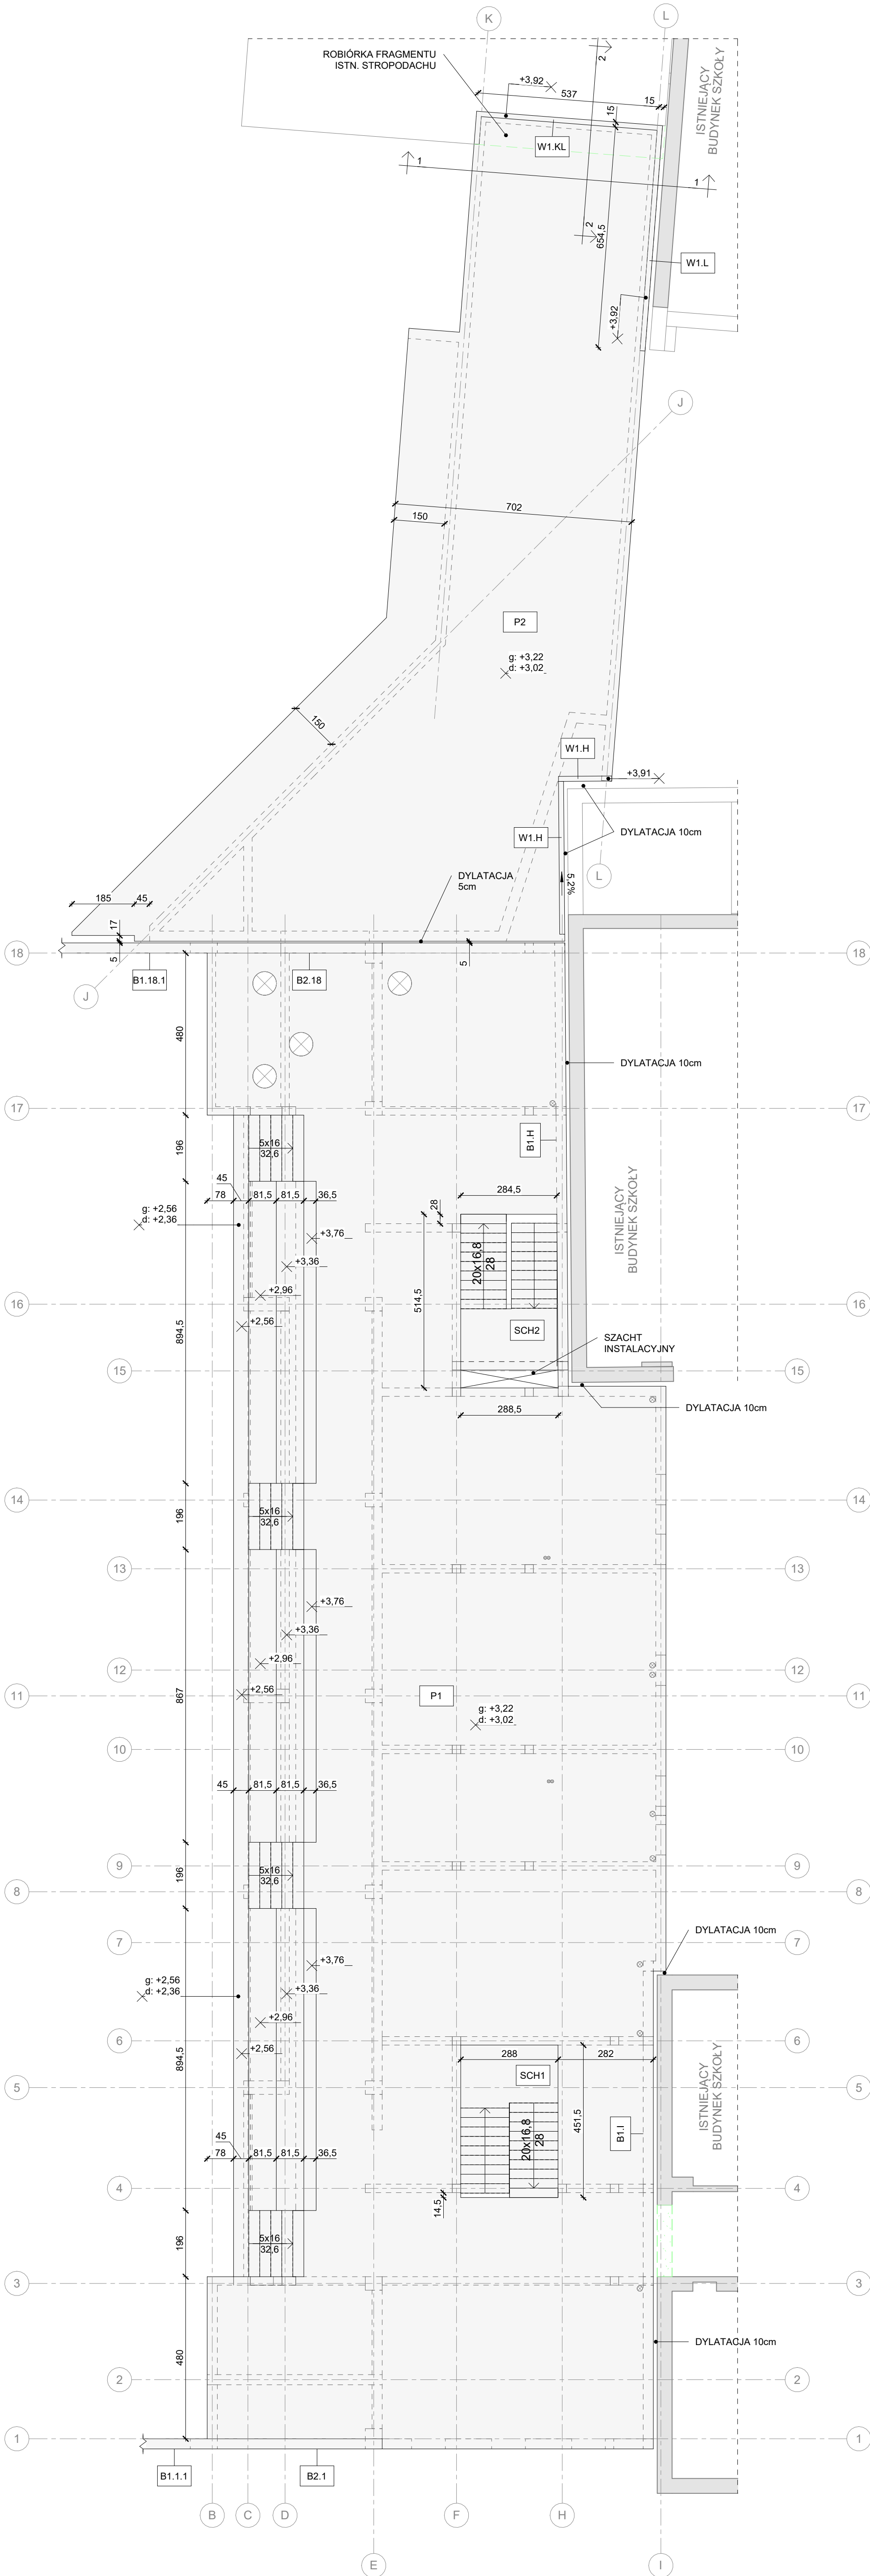 K
L
ROBIÓRKA FRAGMENTU
ISTN. STROPODACHU
+3,92
537
15
15
2
ISTNIEJĄCY
BUDYNEK SZKOŁY
W1.KL
1
1
2
654,5
W1.L
+3,92
J
702
150
P2
g: +3,22
d: +3,02
150
W1.H
+3,91
W1.H
DYLATACJA 10cm
DYLATACJA
5cm
5,2%
L
185
45
17
5
5
18
18
B1.18.1
B2.18
J
480
DYLATACJA 10cm
17
17
196
5x16
32,6
B1.H
45
78
81,5
81,5
36,5
284,5
28
g: +2,56
d: +2,36
+3,76
+3,36
+2,96
+2,56
20x16,8
28
514,5
ISTNIEJĄCY
BUDYNEK SZKOŁY
16
16
894,5
SCH2
SZACHT
INSTALACYJNY
15
15
288,5
DYLATACJA 10cm
14
14
196
5x16
32,6
13
13
+3,76
+3,36
+2,96
+2,56
12
12
11
11
867
P1
g: +3,22
d: +3,02
10
10
45
81,5
81,5
36,5
9
9
196
5x16
32,6
8
8
DYLATACJA 10cm
7
7
+3,76
g: +2,56
d: +2,36
+3,36
+2,96
+2,56
6
6
288
282
SCH1
894,5
5
5
451,5
20x16,8
28
B1.I
ISTNIEJĄCY
BUDYNEK SZKOŁY
45
78
81,5
81,5
36,5
4
4
14,5
196
5x16
32,6
3
3
DYLATACJA 10cm
480
2
2
1
1
B1.1.1
B2.1
B
C
D
F
H
E
I